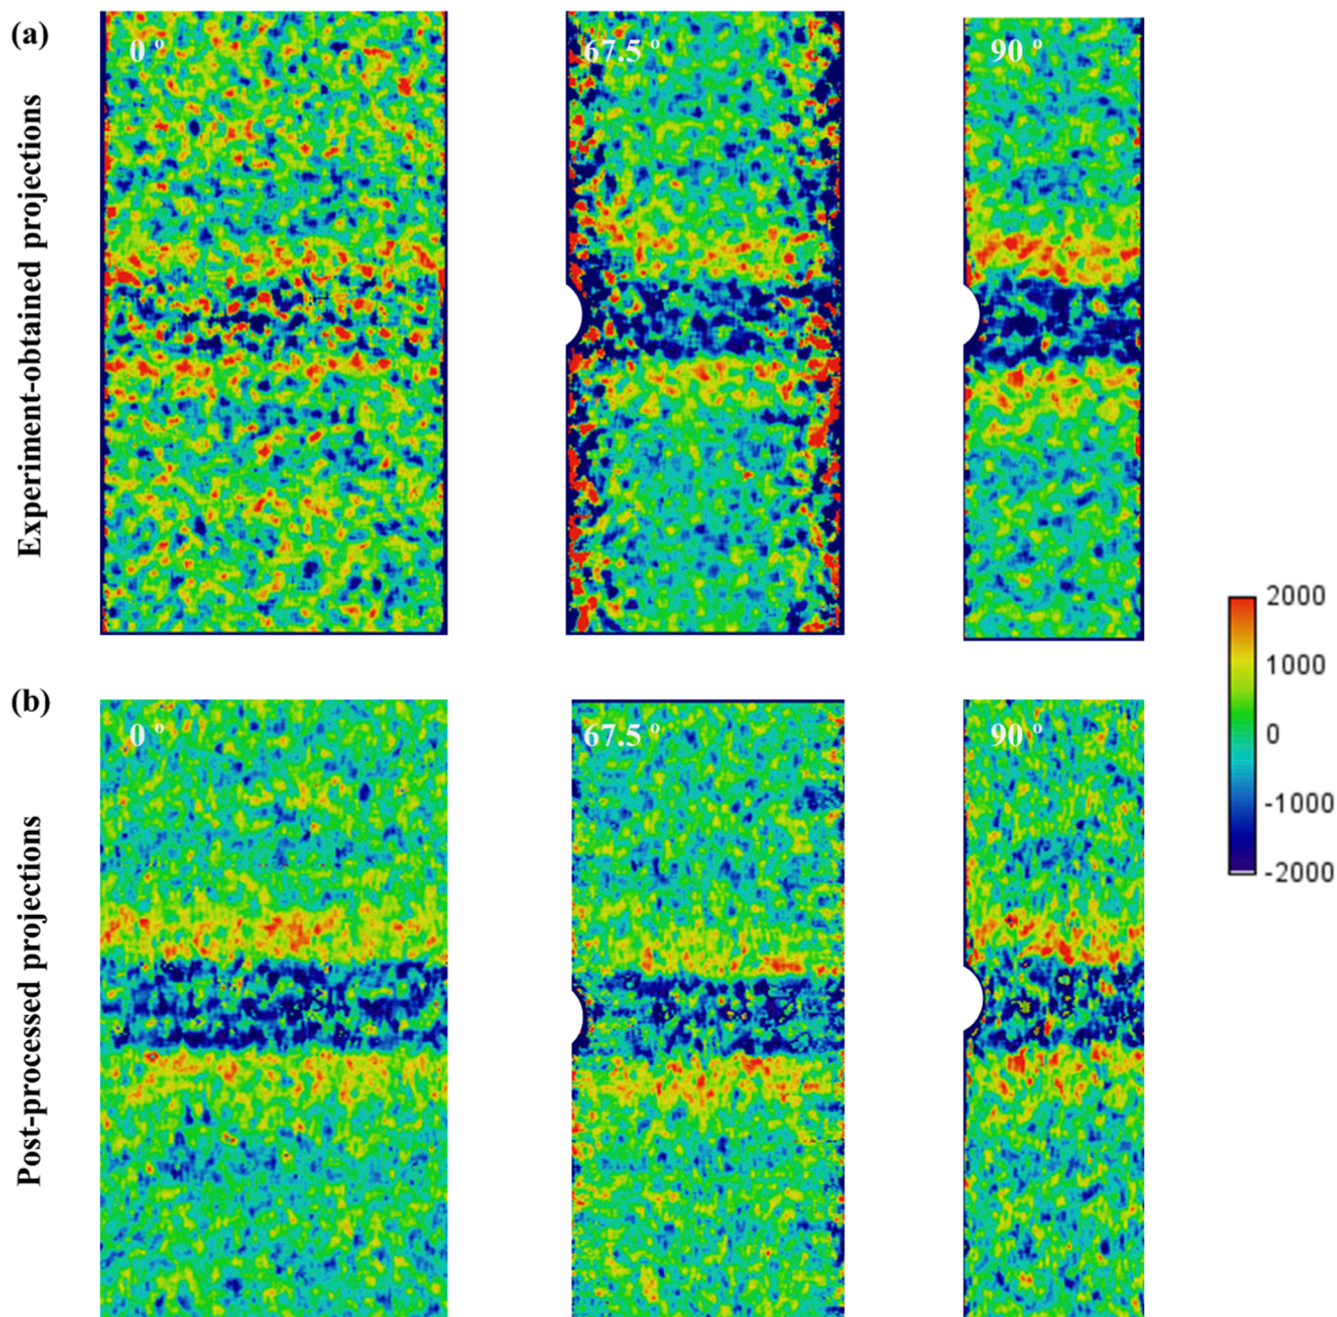 (a)
Experiment-obtained projections
0 °
67.5 °
90 °
2000
1000
0
-1000
-2000
(b)
Post-processed projections
0 °
67.5 °
90 °